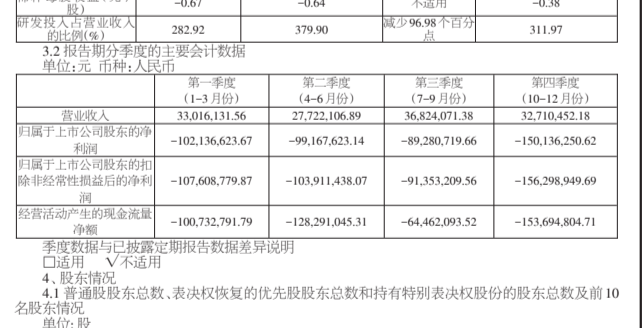 -0.67 -0.64 不适用 -0.38
股)
研发投入占营业收入 282.92 379.90 减少96.98个百分 311.97
的比例(%) 点
3.2 报告期分季度的主要会计数据
单位:元 币种:人民币
第一季度 第二季度 第三季度 第四季度
(1-3月份) (4-6月份) (7-9月份) (10-12月份)
营业收入 33,016,131.56 27,722,106.89 36,824,071.38 32,710,452.18
归属于上市公司股东的净 -102,136,623.67 -99,167,623.14 -89,280,719.66 -150,136,250.62
利润
归属于上市公司股东的扣
除非经常性损益后的净利 -107,608,779.87 -103,911,438.07 -91,353,209.56 -156,298,949.69
润
经营活动产生的现金流量 -100,732,791.79 -128,291,045.31 -64,462,093.52 -153,694,804.71
净额
季度数据与已披露定期报告数据差异说明
□适用 √不适用
4、股东情况
4.1 普通股股东总数、表决权恢复的优先股股东总数和持有特别表决权股份的股东总数及前10
名股东情况
单位:股